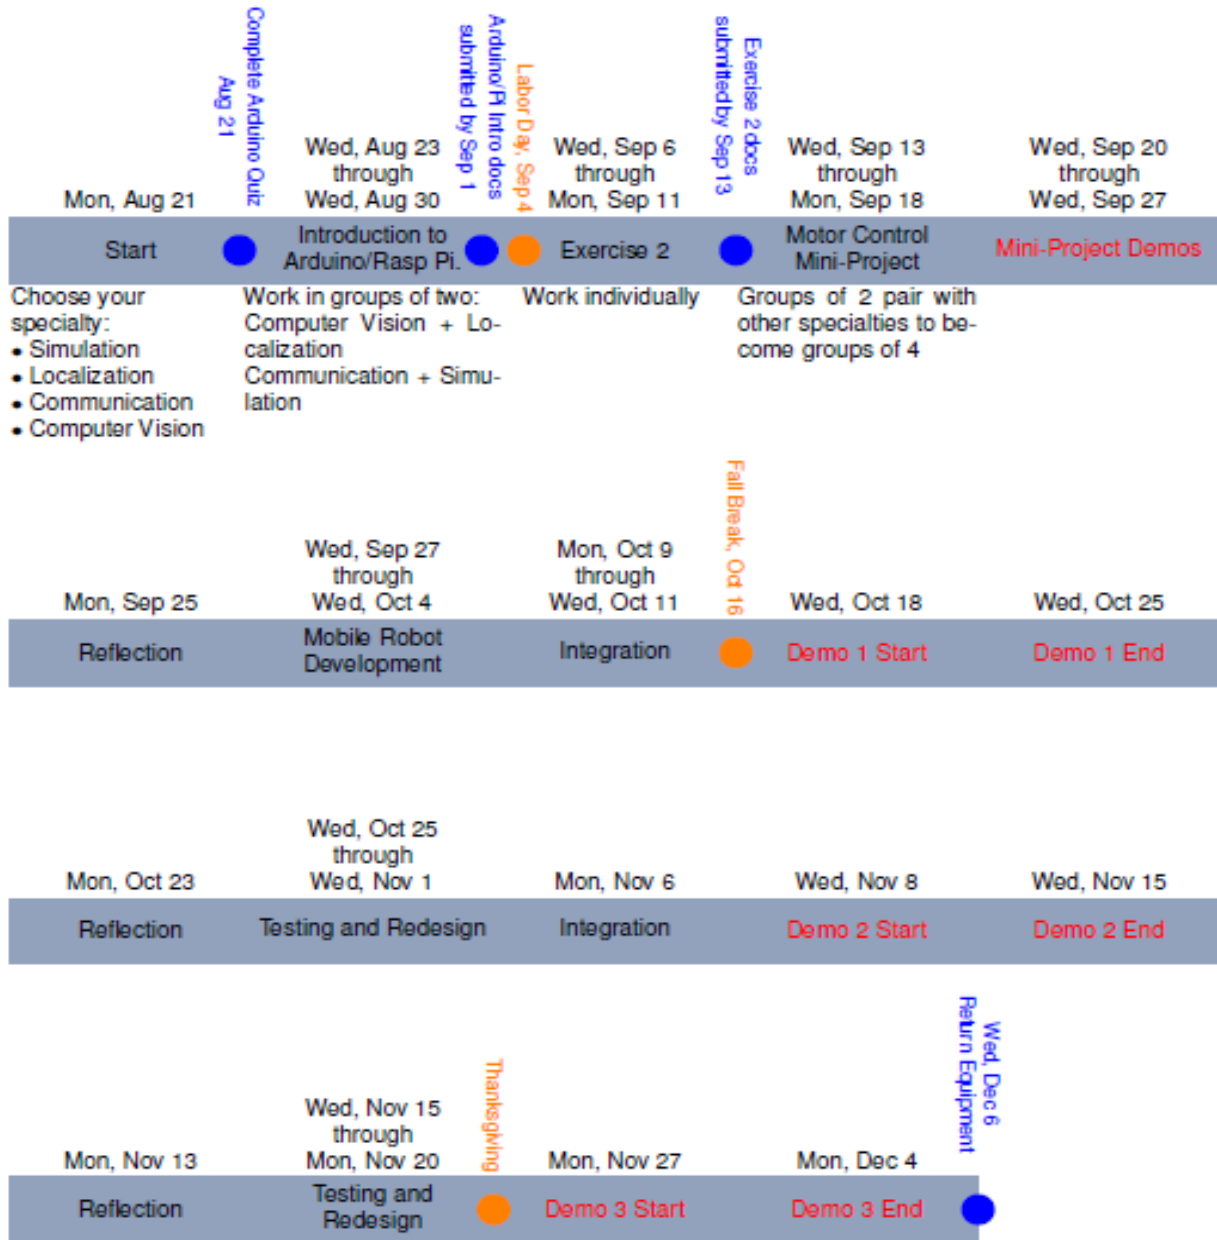 Complete Arduino Quiz
Aug 21
Arduino/Pi Intro docs
submitted by Sep 1
Labor Day, Sep 4
Exercise 2 docs
submitted by Sep 13
Mon, Aug 21
Wed, Aug 23
through
Wed, Aug 30
Wed, Sep 6
through
Mon, Sep 11
Wed, Sep 13
through
Mon, Sep 18
Wed, Sep 20
through
Wed, Sep 27
Start
Introduction to
Arduino/Rasp Pi.
Exercise 2
Motor Control
Mini-Project
Mini-Project Demos
Choose your
specialty:
• Simulation
• Localization
• Communication
• Computer Vision
Work in groups of two:
Computer Vision + Lo-
calization
Communication + Simu-
lation
Work individually
Groups of 2 pair with
other specialties to be-
come groups of 4
Fall Break, Oct 16
Mon, Sep 25
Wed, Sep 27
through
Wed, Oct 4
Mon, Oct 9
through
Wed, Oct 11
Wed, Oct 18
Wed, Oct 25
Reflection
Mobile Robot
Development
Integration
Demo 1 Start
Demo 1 End
Mon, Oct 23
Wed, Oct 25
through
Wed, Nov 1
Mon, Nov 6
Wed, Nov 8
Wed, Nov 15
Reflection
Testing and Redesign
Integration
Demo 2 Start
Demo 2 End
Thanksgiving
Wed, Dec 6
Return Equipment
Mon, Nov 13
Wed, Nov 15
through
Mon, Nov 20
Mon, Nov 27
Mon, Dec 4
Reflection
Testing and
Redesign
Demo 3 Start
Demo 3 End